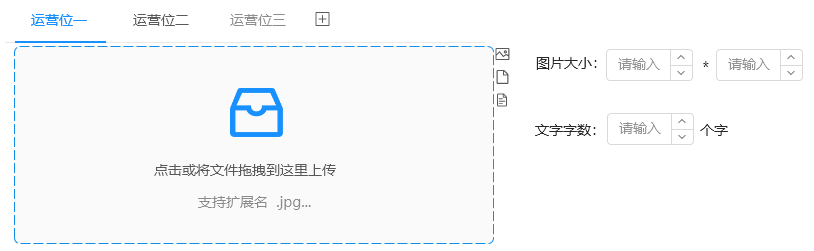 运营位一 运营位二 运营位三
图片大小： 请输入 * 请输入
文字字数： 请输入 个字
点击或将文件拖拽到这里上传
支持扩展名 .jpg...